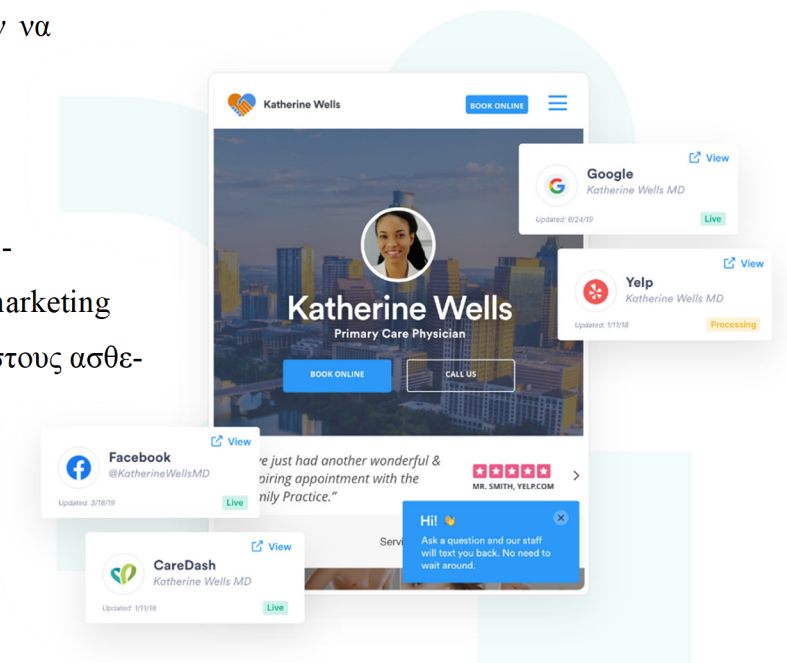 να
-
marketing
στους ασθε-
Katherine Wells
BOOK ONLINE
View
Google
Katherine Wells MD
Updated: 6/24/19
Live
View
Yelp
Katherine Wells MD
Updated: 1/11/18
Processing
Katherine Wells
Primary Care Physician
BOOK ONLINE
CALL US
View
Facebook
@KatherineWellsMD
Updated: 3/18/19
Live
just had another wonderful &
appointment with the
Practice.”
MR. SMITH, YELP.COM
Hi!
Ask a question and our staff
will text you back. No need to
wait around.
View
CareDash
Katherine Wells MD
Updated: 1/11/18
Live